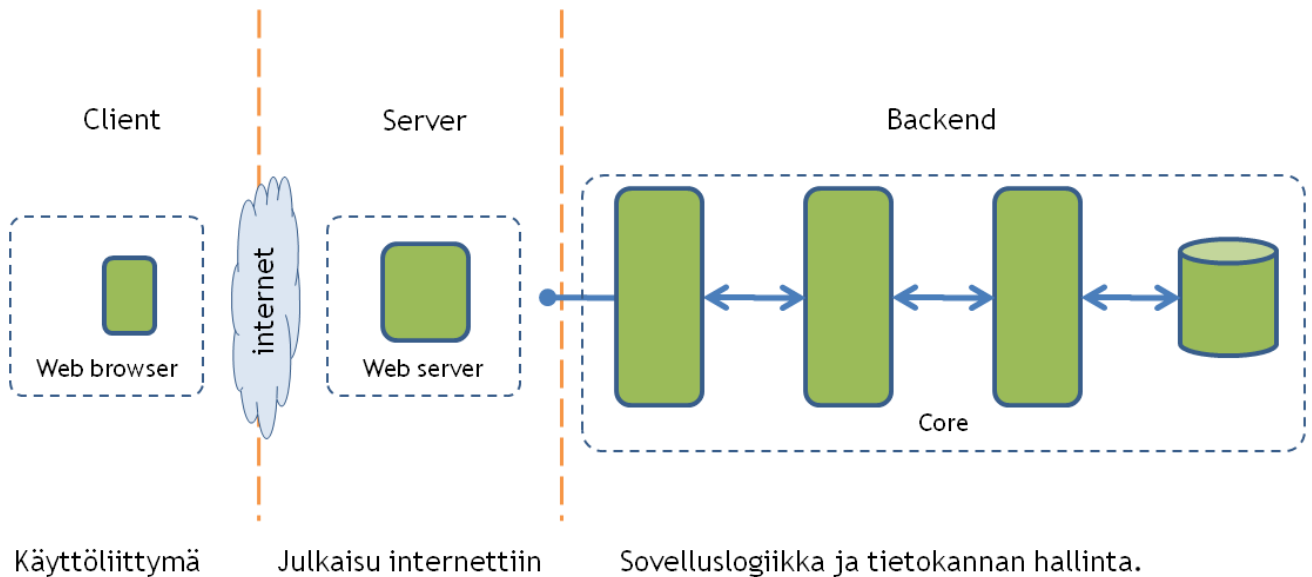 Client
Server
Backend
internet
Web browser
Web server
Core
Käyttöliittymä
Julkaisu internettiin
Sovelluslogiikka ja tietokannan hallinta.